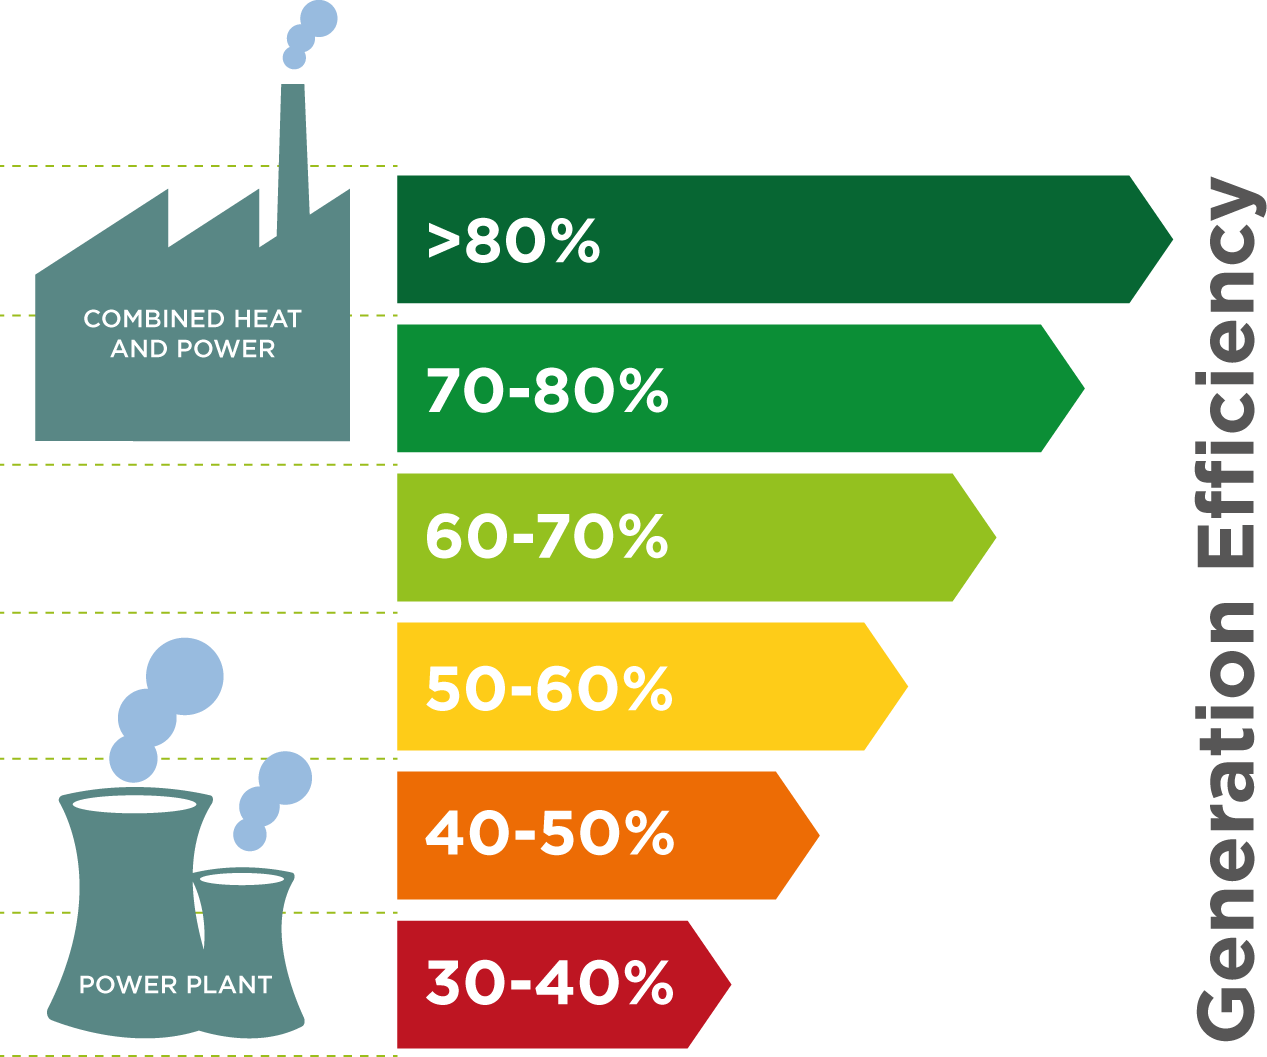 COMBINED HEAT
AND POWER
>80%
70-80%
60-70%
50-60%
40-50%
30-40%
POWER PLANT
Generation Efficiency